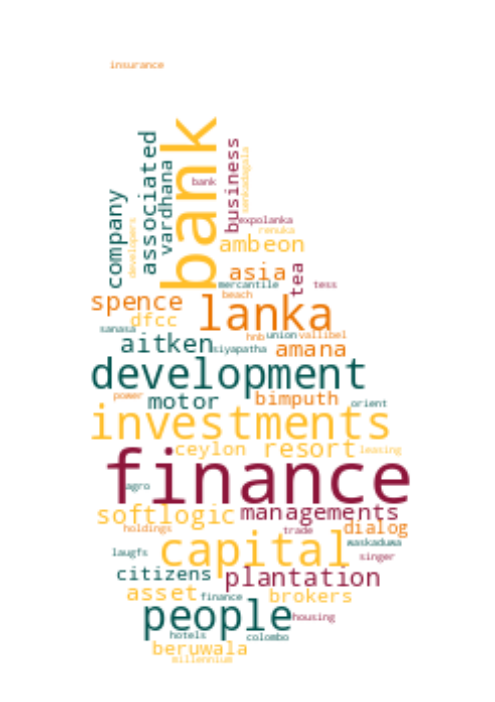 insurance
bank
associated
vardhana
business
senkadagala
company
developers
bank
expolanka
renuka
ambeon
asia
tea
mercantile
tess
beach
spence
lanka
dfcc
sanasa
hnb
union
vallibel
aitken
siyapatha
amana
development
power
motor
bimputh
orient
investments
ceylon
resort
leasing
finance
agro
softlogic
managements
holdings
trade
dialog
capital
waskaduwa
laugfs
singer
citizens
plantation
asset
finance
brokers
people
housing
hotels
colombo
beruwala
millennium